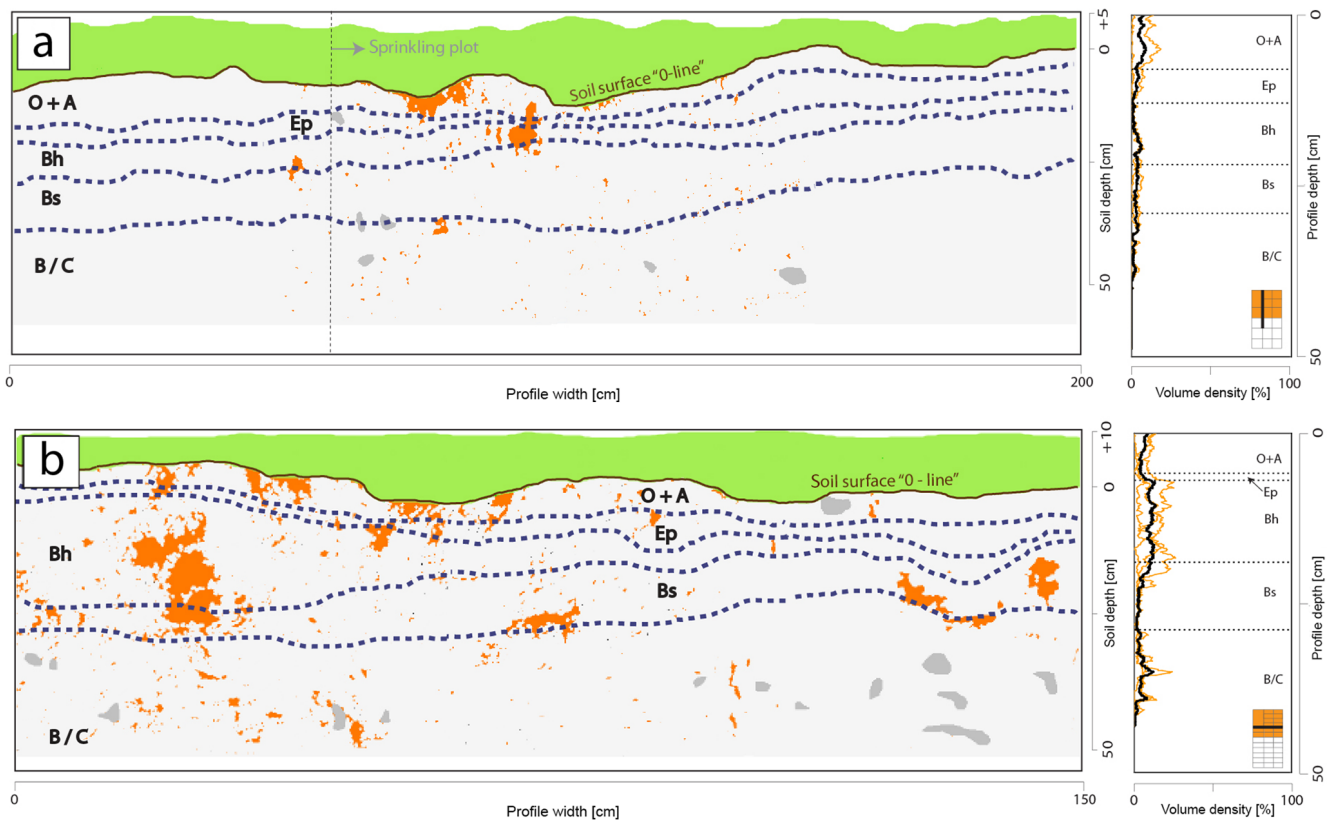 a
Sprinkling plot
Soil surface "0-line"
O + A
Ep
Bh
Bs
B / C
+5
0
Soil depth [cm]
50
0
200
Profile width [cm]
O+A
Ep
Bh
Bs
B/C
0
Profile depth [cm]
50
0
100
Volume density [%]
b
Soil surface "0 - line"
O + A
Ep
Bh
Bs
B / C
+10
0
Soil depth [cm]
50
0
150
Profile width [cm]
O+A
Ep
Bh
Bs
B/C
0
Profile depth [cm]
50
0
100
Volume density [%]